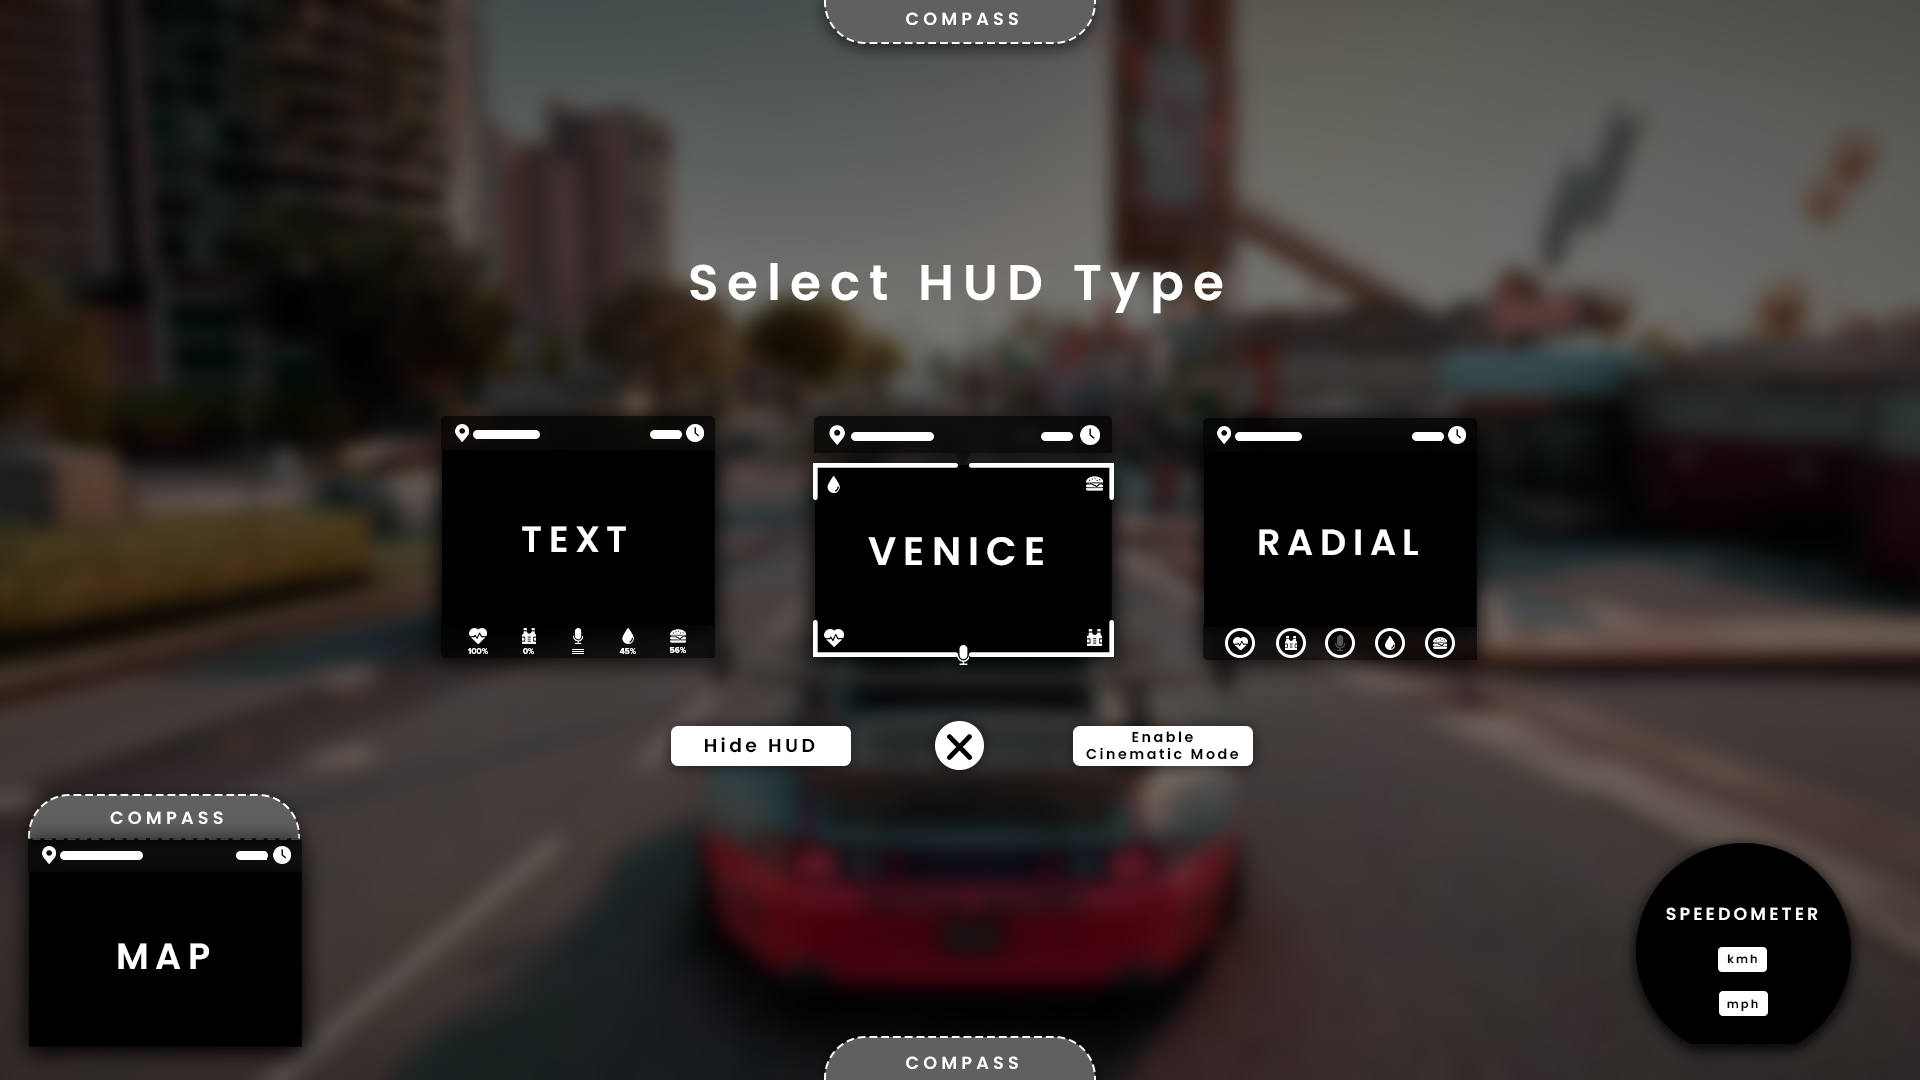 COMPASS
Select HUD Type
TEXT
100%
0%
45%
56%
VENICE
RADIAL
Hide HUD
Enable
Cinematic Mode
COMPASS
MAP
SPEEDOMETER
kmh
mph
COMPASS